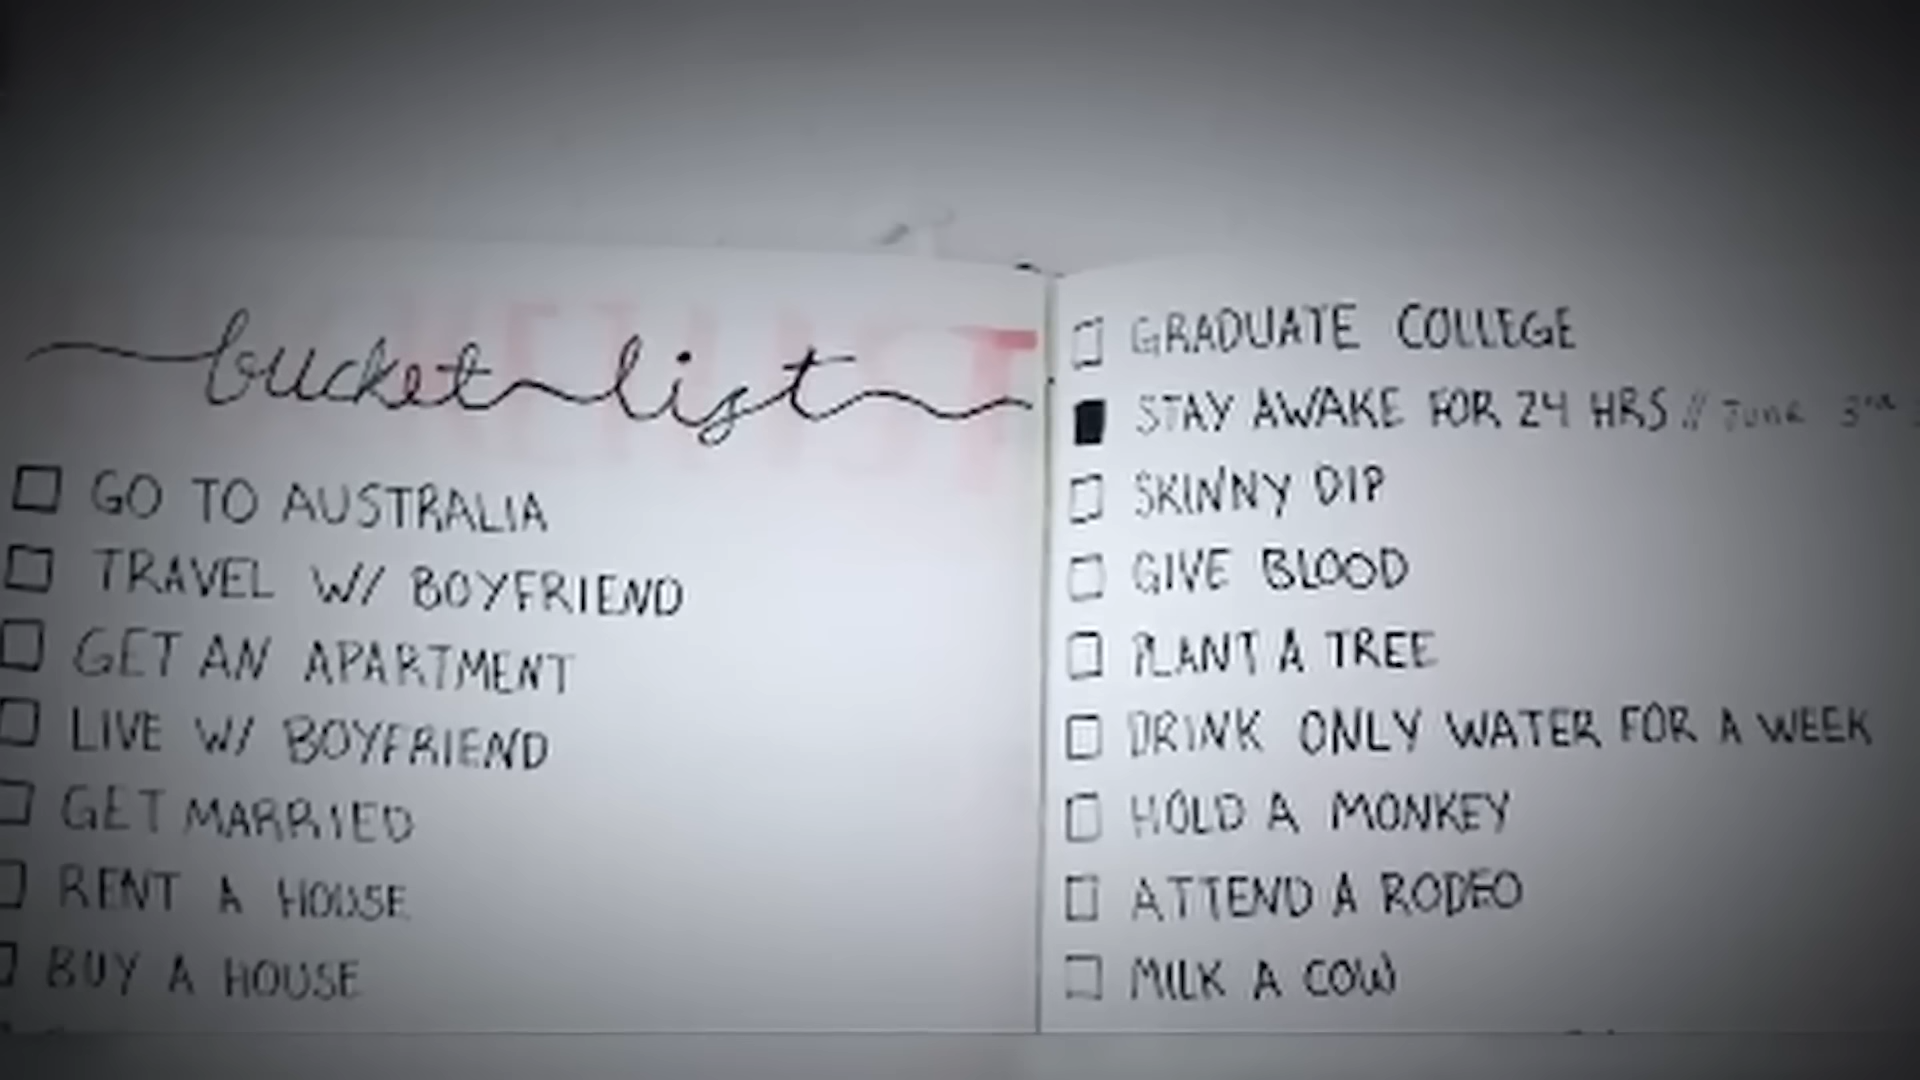 bucket list
GO TO AUSTRALIA
TRAVEL W/ BOYFRIEND
GET AN APARTMENT
LIVE W/ BOYFRIEND
GET MARRIED
RENT A HOUSE
BUY A HOUSE
GRADUATE COLLEGE
STAY AWAKE FOR 24 HRS // June 3rd
SKINNY DIP
GIVE BLOOD
PLANT A TREE
DRINK ONLY WATER FOR A WEEK
HOLD A MONKEY
ATTEND A RODEO
MILK A COW